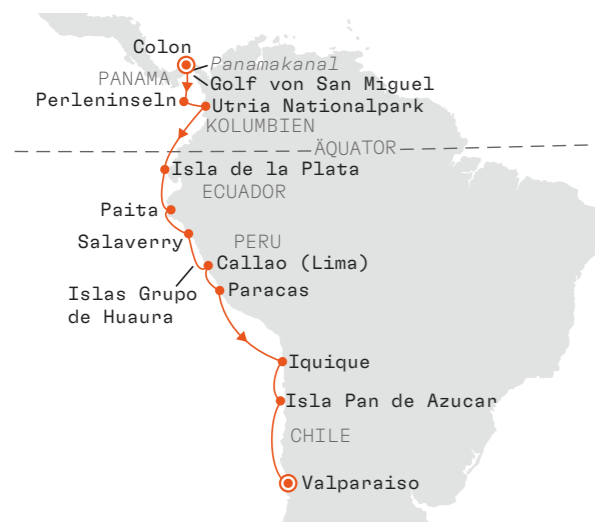 Colon
Panamakanal
PANAMA
Golf von San Miguel
Perleninseln
Utria Nationalpark
KOLUMBIEN
ÄQUATOR
Isla de la Plata
ECUADOR
Paita
Salaverry
PERU
Callao (Lima)
Islas Grupo
de Huaura
Paracas
Iquique
Isla Pan de Azucar
CHILE
Valparaiso